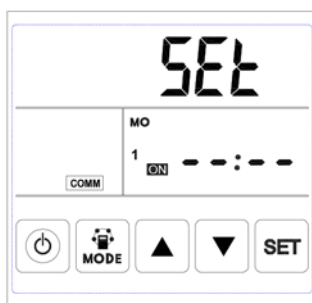 SEt
MO
1 ON --:--
COMM
MODE SET